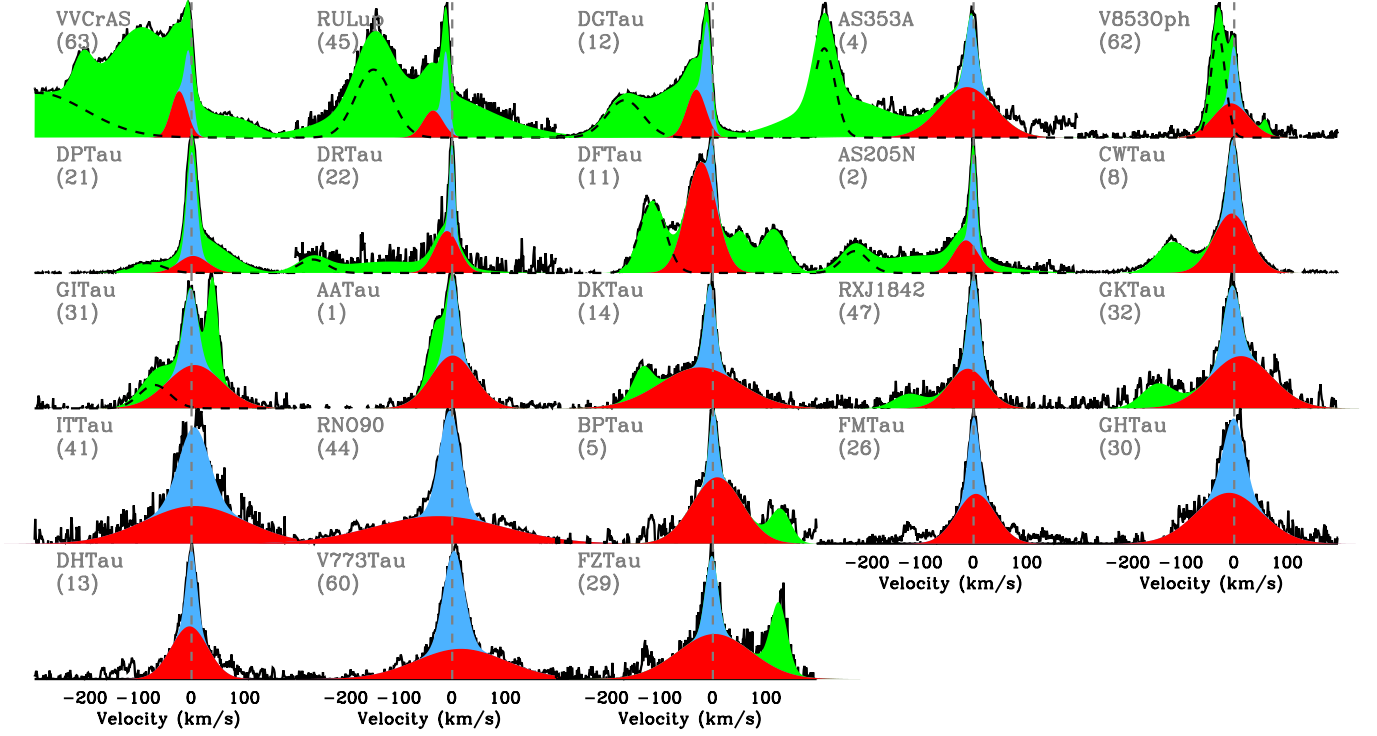 VVCrAS RULup DGTau AS353A V853Oph
(63) (45) (12) (4) (62)
DPTau DRTau DFTau AS205N CWTau
(21) (22) (11) (2) (8)
GITau AATau DKTau RXJ1842 GKTau
(31) (1) (14) (47) (32)
ITTau RNO90 BPTau FMTau GHTau
(41) (44) (5) (26) (30)
DHTau V773Tau FZTau
(13) (60) (29)
-200 -100 0 100 -200 -100 0 100
Velocity (km/s) Velocity (km/s)
-200 -100 0 100 -200 -100 0 100 -200 -100 0 100
Velocity (km/s) Velocity (km/s) Velocity (km/s)